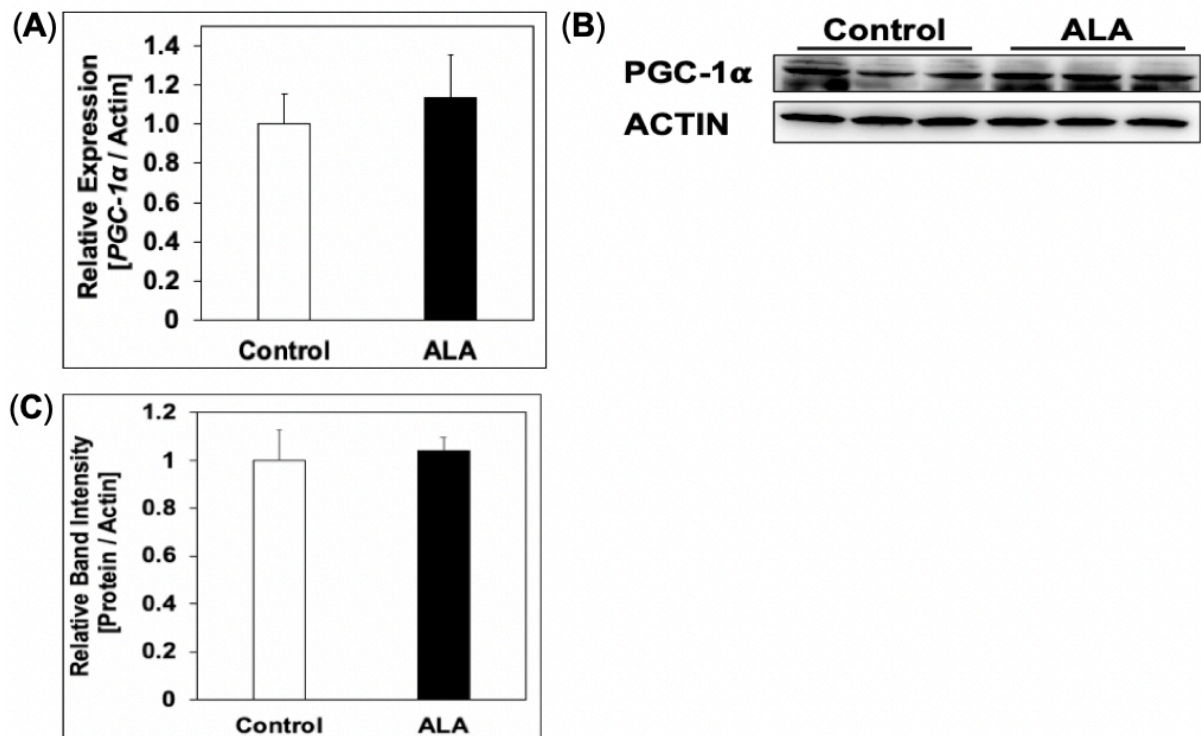 (A)
Relative Expression
[PGC-1α / Actin]
1.4
1.2
1.0
0.8
0.6
0.4
0.2
0
Control ALA
(B)
Control ALA
PGC-1α
ACTIN
(C)
Relative Band Intensity
[Protein / Actin]
1.2
1
0.8
0.6
0.4
0.2
0
Control ALA